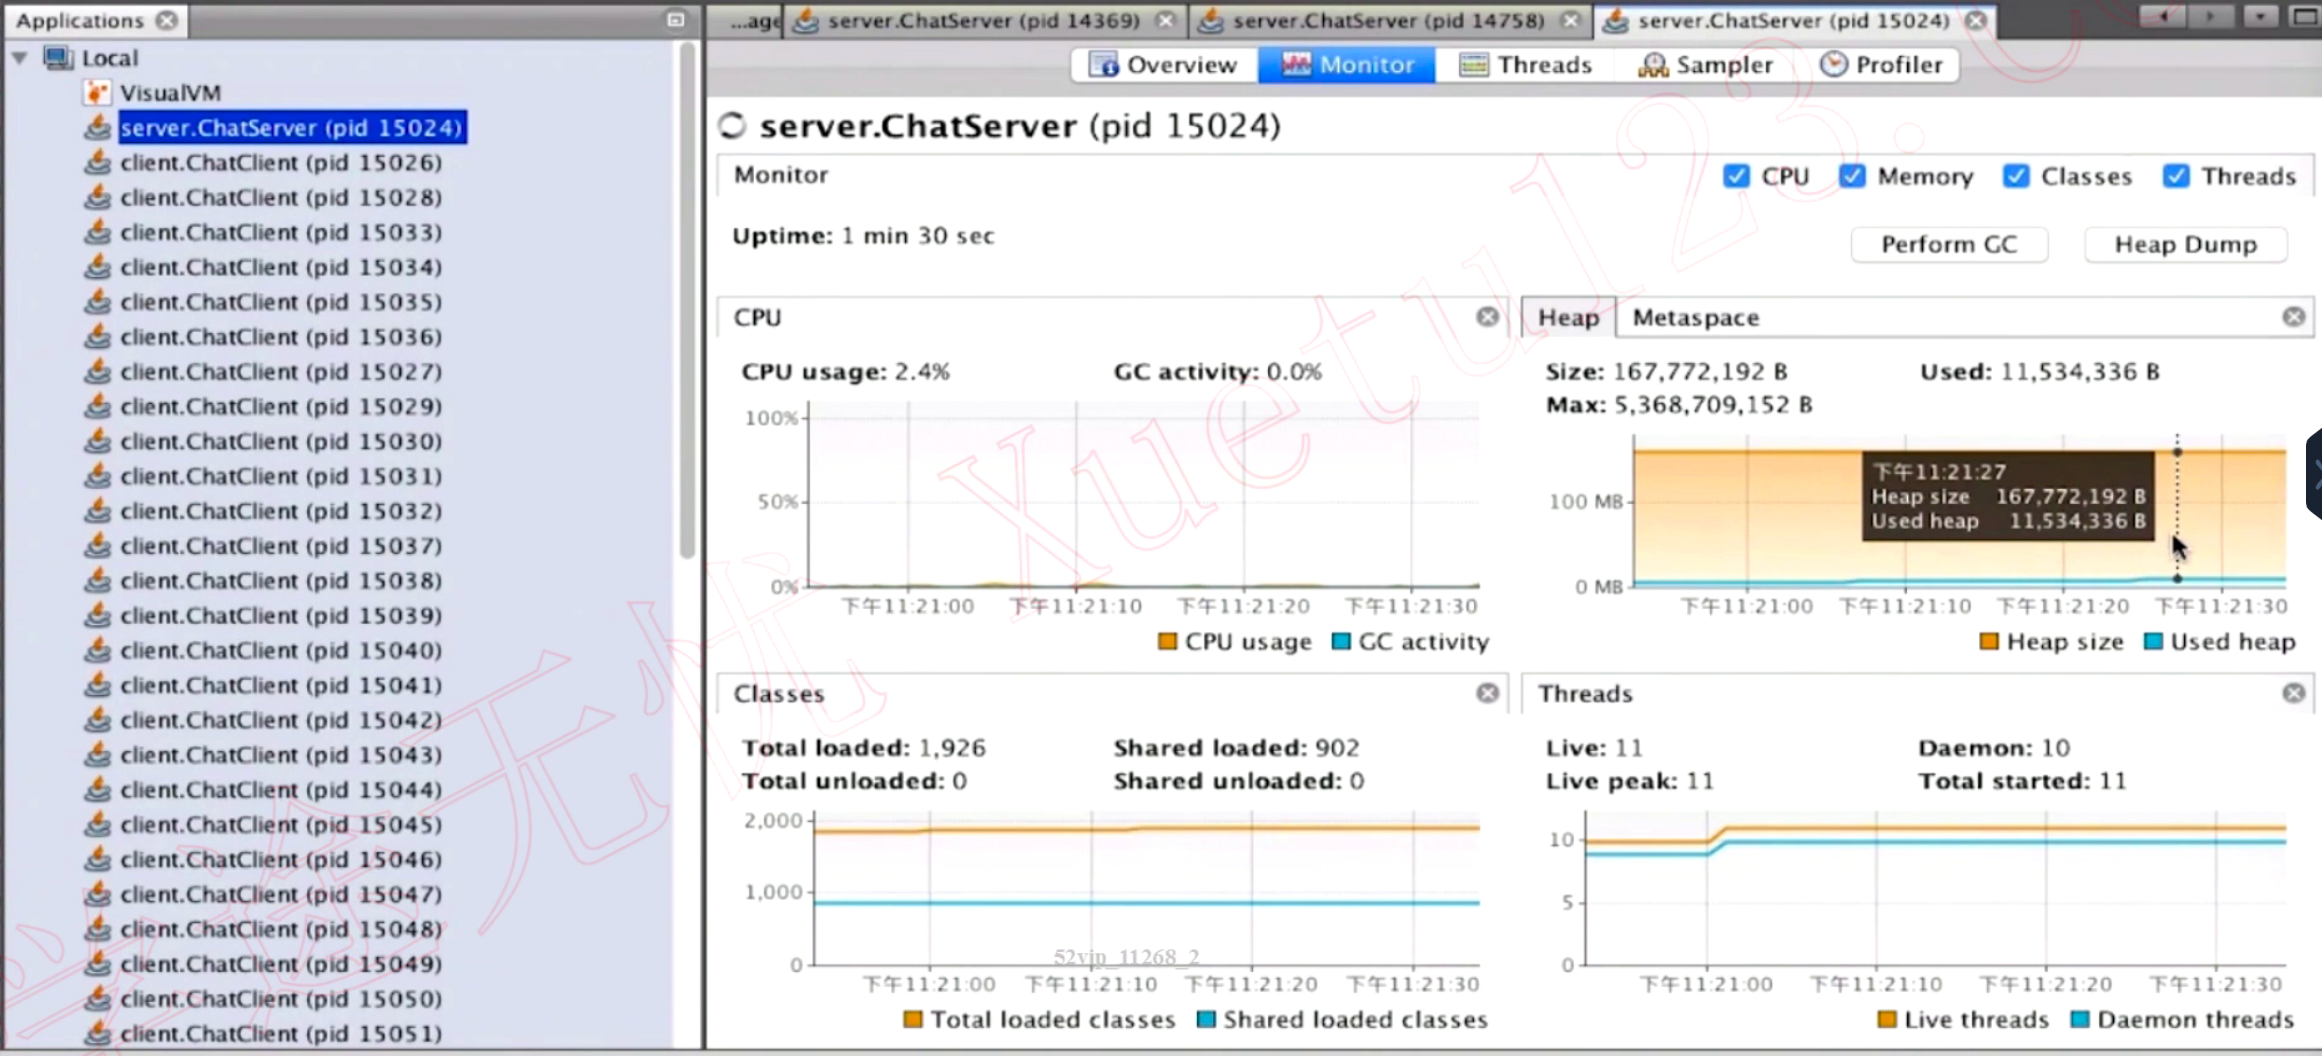 Applications
Local
VisualVM
server.ChatServer (pid 15024)
client.ChatClient (pid 15026)
client.ChatClient (pid 15028)
client.ChatClient (pid 15033)
client.ChatClient (pid 15034)
client.ChatClient (pid 15035)
client.ChatClient (pid 15036)
client.ChatClient (pid 15027)
client.ChatClient (pid 15029)
client.ChatClient (pid 15030)
client.ChatClient (pid 15031)
client.ChatClient (pid 15032)
client.ChatClient (pid 15037)
client.ChatClient (pid 15038)
client.ChatClient (pid 15039)
client.ChatClient (pid 15040)
client.ChatClient (pid 15041)
client.ChatClient (pid 15042)
client.ChatClient (pid 15043)
client.ChatClient (pid 15044)
client.ChatClient (pid 15045)
client.ChatClient (pid 15046)
client.ChatClient (pid 15047)
client.ChatClient (pid 15048)
client.ChatClient (pid 15049)
client.ChatClient (pid 15050)
client.ChatClient (pid 15051)
...age server.ChatServer (pid 14369) server.ChatServer (pid 14758) server.ChatServer (pid 15024)
Overview Monitor Threads Sampler Profiler
server.ChatServer (pid 15024)
Monitor CPU Memory Classes Threads
Uptime: 1 min 30 sec
Perform GC Heap Dump
CPU
CPU usage: 2.4% GC activity: 0.0%
100%
50%
0%
下午11:21:00 下午11:21:10 下午11:21:20 下午11:21:30
CPU usage GC activity
Heap Metaspace
Size: 167,772,192 B Used: 11,534,336 B
Max: 5,368,709,152 B
下午11:21:27
Heap size 167,772,192 B
Used heap 11,534,336 B
100 MB
0 MB
下午11:21:00 下午11:21:10 下午11:21:20 下午11:21:30
Heap size Used heap
Classes
Total loaded: 1,926 Shared loaded: 902
Total unloaded: 0 Shared unloaded: 0
2,000
1,000
0
下午11:21:00 下午11:21:10 下午11:21:20 下午11:21:30
Total loaded classes Shared loaded classes
Threads
Live: 11 Daemon: 10
Live peak: 11 Total started: 11
10
5
0
下午11:21:00 下午11:21:10 下午11:21:20 下午11:21:30
Live threads Daemon threads
52vip_11268_2
学途无忧 Xuetu123.